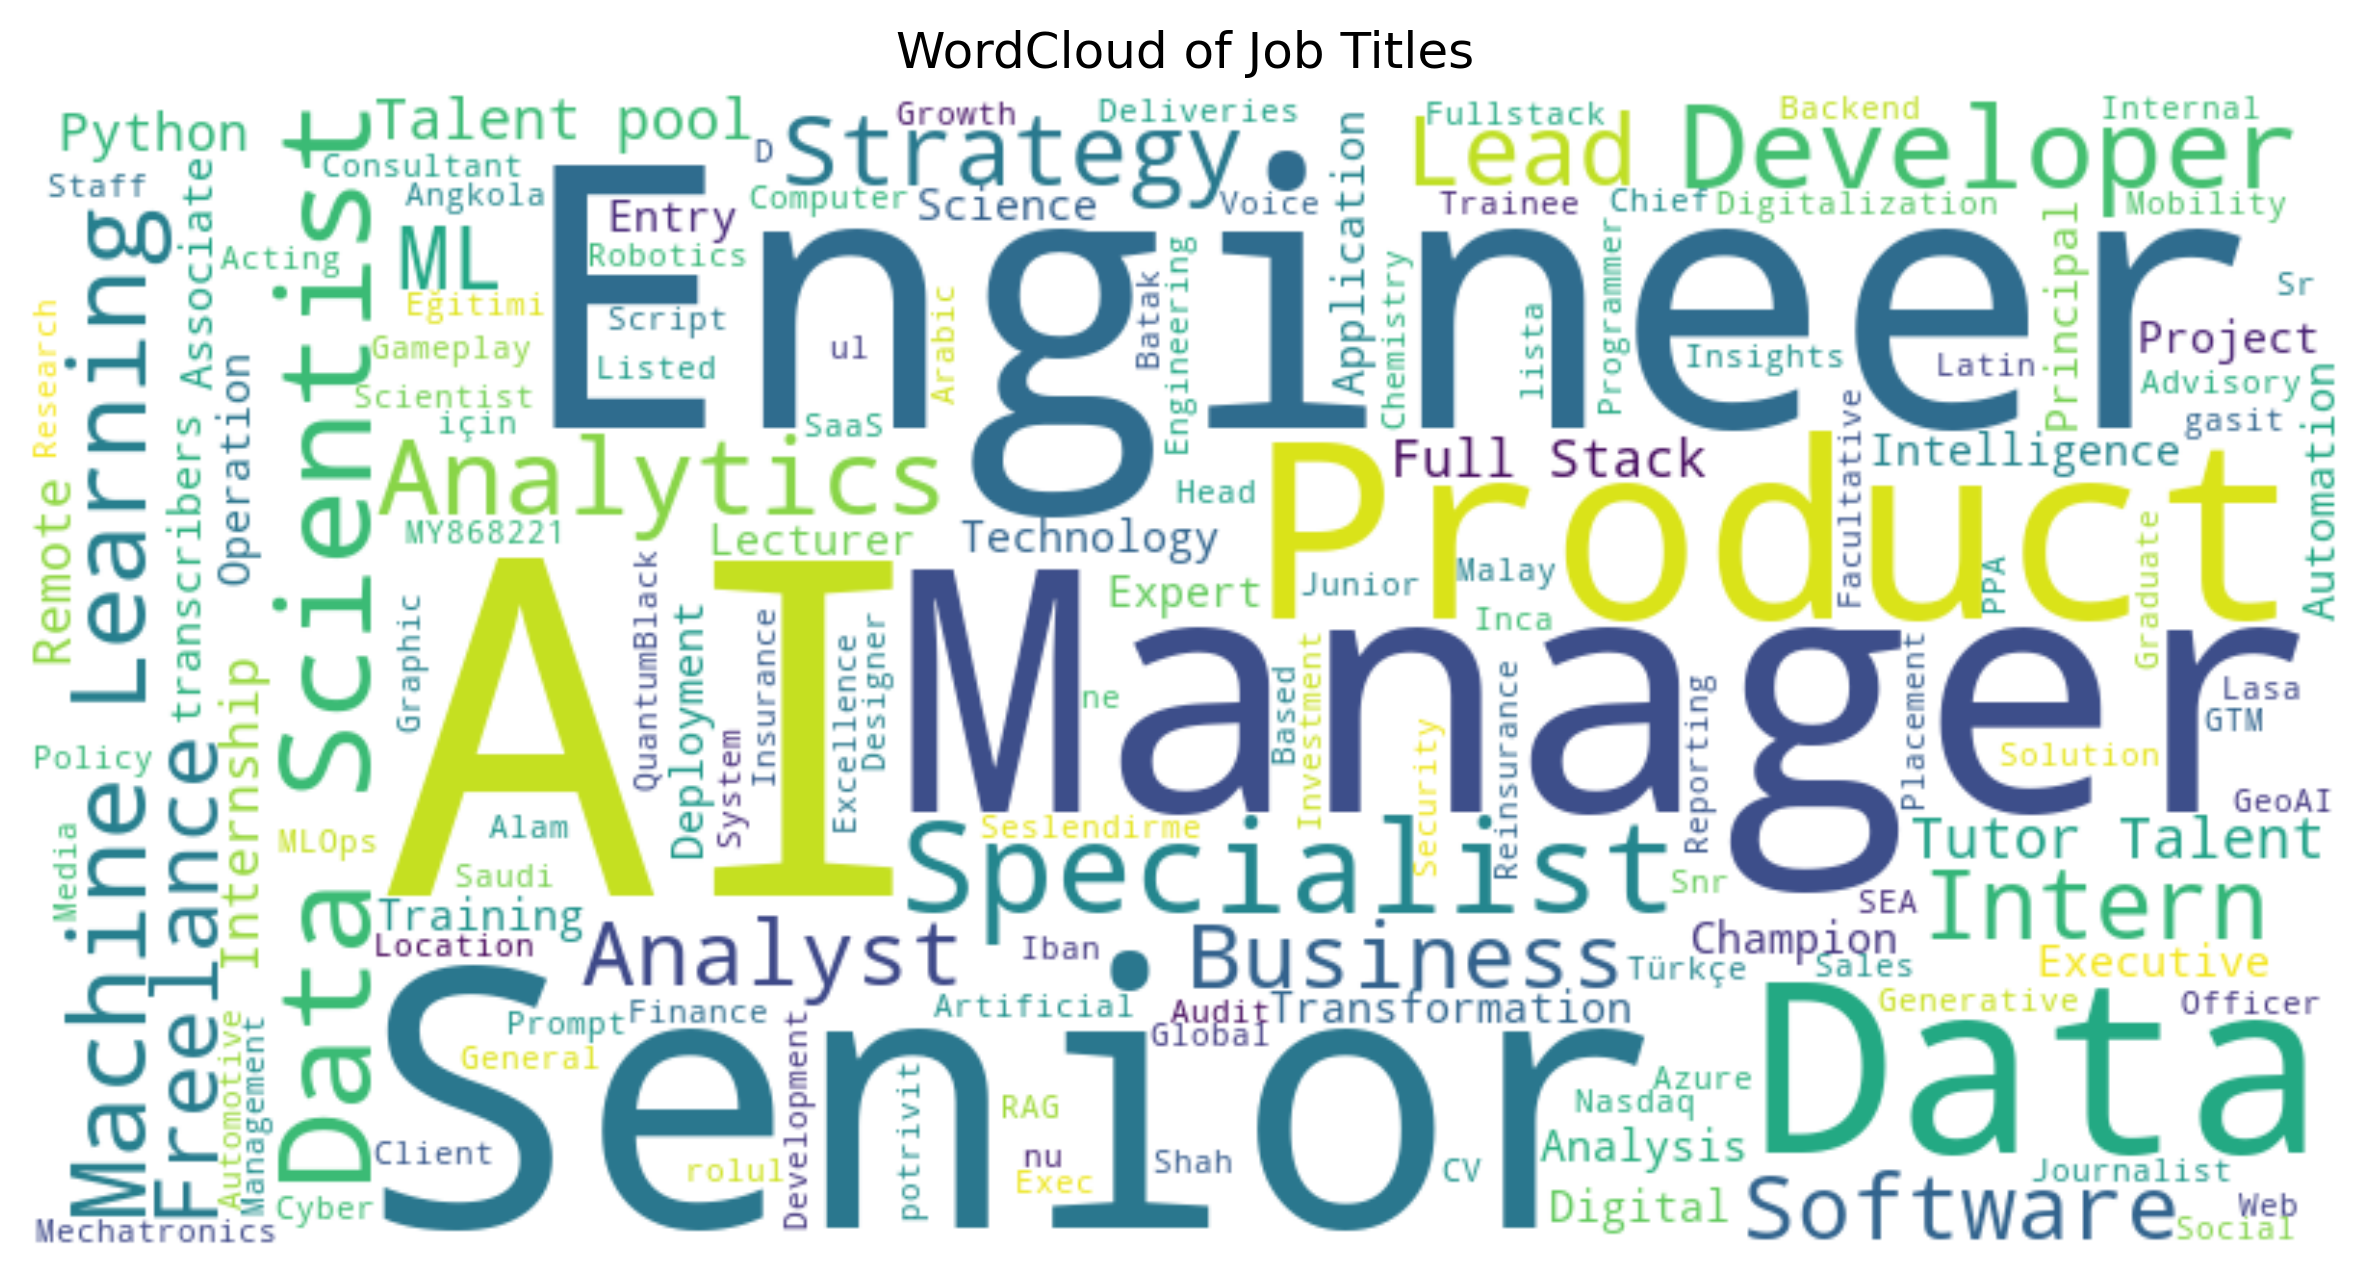 WordCloud of Job Titles
Python
Talent pool
Growth
Deliveries
Fullstack
Backend
Internal
Strategy
Lead
Developer
Consultant
D
Application
Staff
Angkola
Computer
Science
Voice
Trainee
Chief
Digitalization
Mobility
Associate
Entry
Engineer
Principal
Acting
ML
Robotics
Engineering
Batak
Chemistry
Programmer
Sr
Research
Learning
Eğitimi
Script
Arabic
lista
Project
Gameplay
ul
Listed
Insights
Latin
Advisory
Operation
Scientist
için
SaaS
gasit
Automation
transcribers
Analytics
Full Stack
Intelligence
Facultative
Remote
MY868221
Lecturer
Technology
Head
Product
Data Scientist
Expert
Junior
Malay
PPA
Graduate
Inca
AI
Manager
Graphic
QuantumBlack
Deployment
Insurance
Excellence
Designer
System
ne
Based
Investment
Security
Reinsurance
Reporting
Placement
Lasa
GTM
Solution
Policy
Machine
Freelance
Internship
GeoAI
MLOps
Alam
Seslendirme
Tutor Talent
Media
Saudi
Specialist
Snr
SEA
Intern
Training
Location
Analyst
Iban
Business
Champion
Türkçe
Sales
Executive
Senior
Prompt
Finance
Artificial
Audit
Transformation
Generative
Officer
General
Global
Data
Automotive
Management
Development
potrivit
RAG
Azure
Nasdaq
Client
rolul
nu
Exec
Shah
CV
Analysis
Journalist
Cyber
Digital
Software
Web
Mechatronics
Social